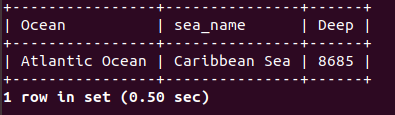 +----------------+---------------+------+
| Ocean          | sea_name      | Deep |
+----------------+---------------+------+
| Atlantic Ocean | Caribbean Sea | 8685 |
+----------------+---------------+------+
1 row in set (0.50 sec)